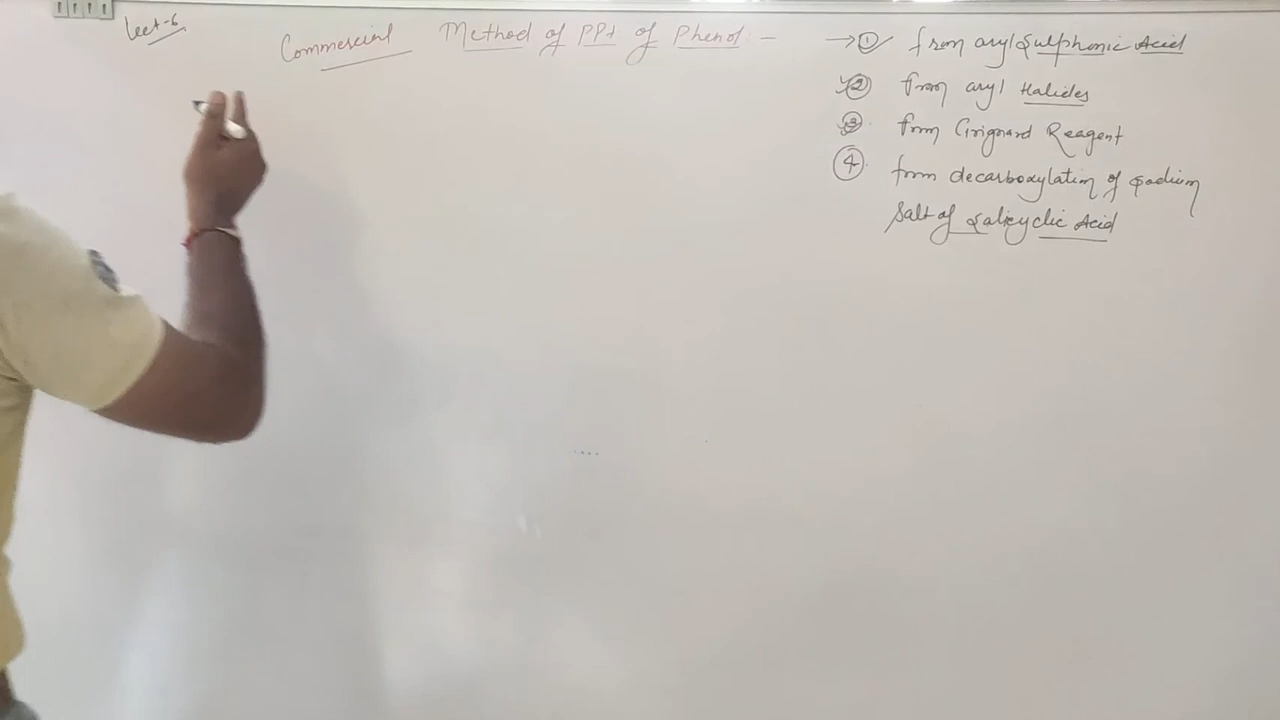 Lect-6
Commercial Method of PPt of Phenol :-
→ ① from aryl Sulphonic Acid
② from aryl Halides
③ from Grignard Reagent
④ from decarboxylation of Sodium
Salt of Salicyclic Acid